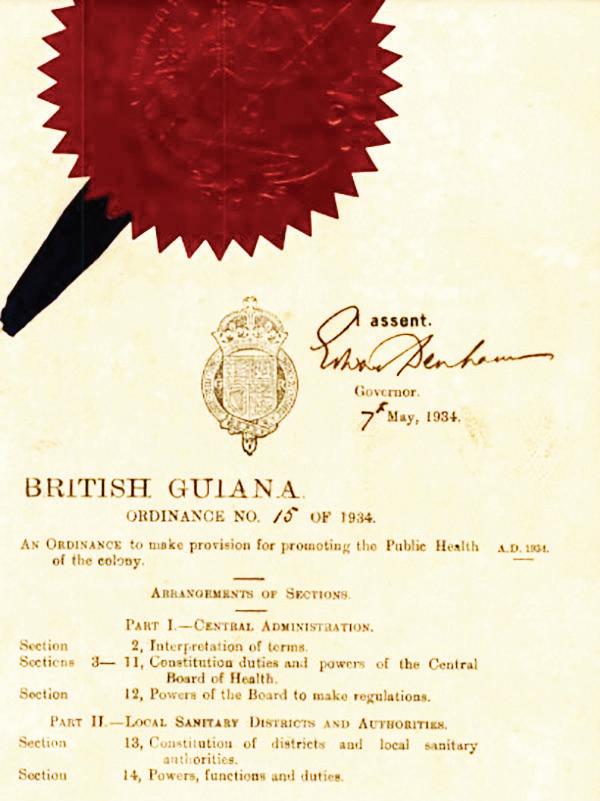 I assent.
Edward Denham
Governor.
7th May, 1934.
BRITISH GUIANA.
ORDINANCE NO. 15 OF 1934.
AN ORDINANCE to make provision for promoting the Public Health A.D. 1934.
of the colony.
ARRANGEMENTS OF SECTIONS.
PART I.—CENTRAL ADMINISTRATION.
Section 2, Interpretation of terms.
Sections 3— 11, Constitution duties and powers of the Central
Board of Health.
Section 12, Powers of the Board to make regulations.
PART II.—LOCAL SANITARY DISTRICTS AND AUTHORITIES.
Section 13, Constitution of districts and local sanitary
authorities.
Section 14, Powers, functions and duties.